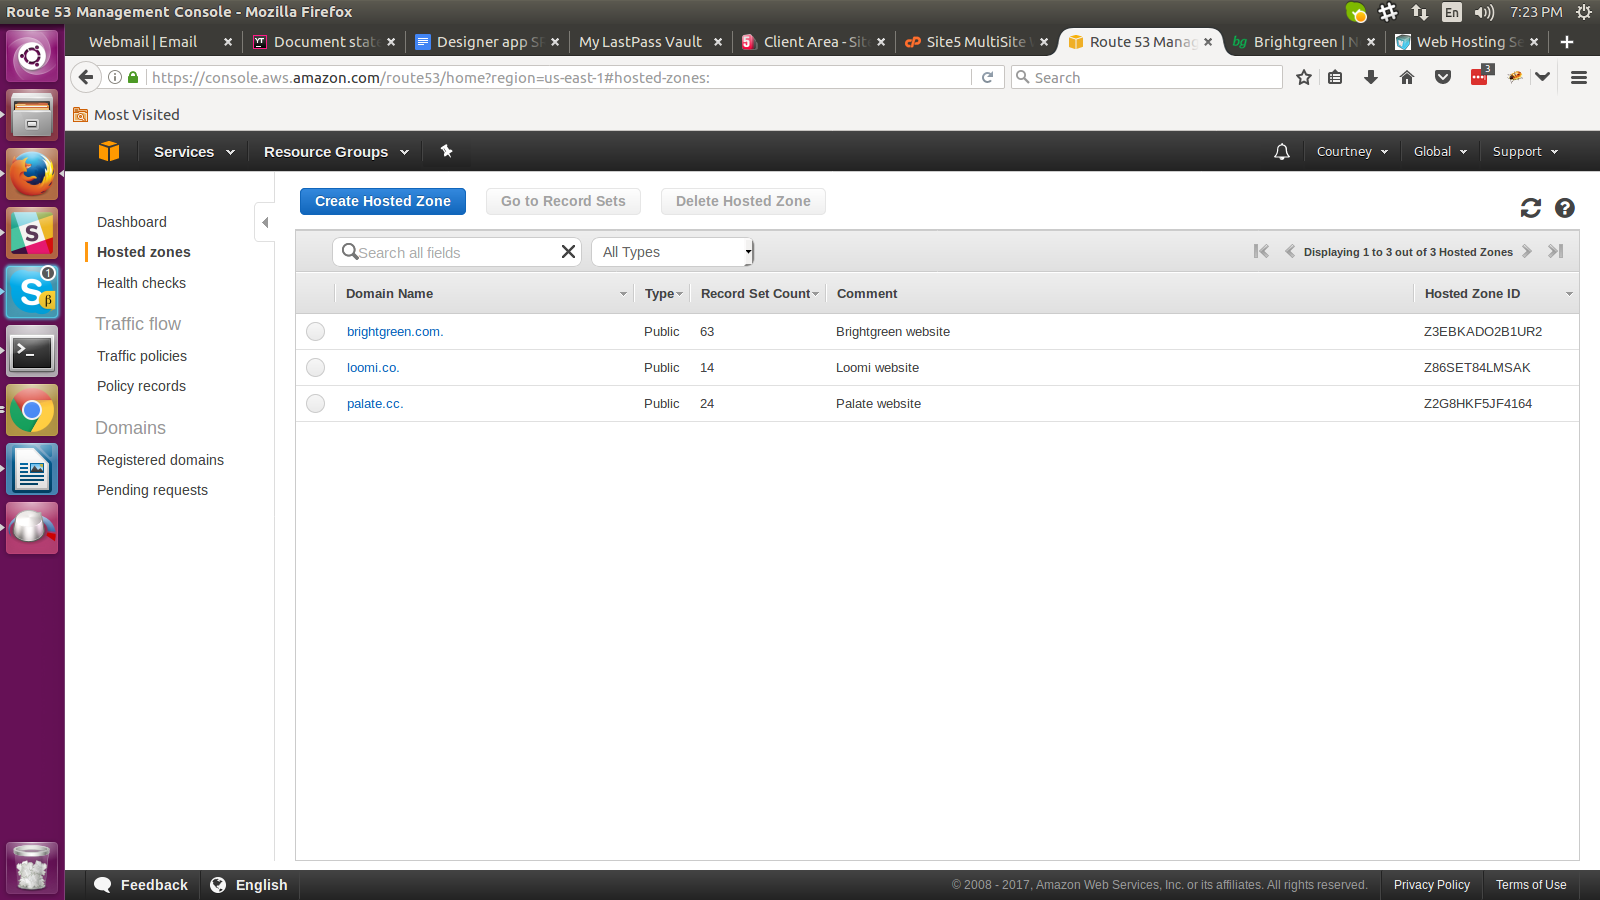 Route 53 Management Console - Mozilla Firefox
En
7:23 PM
Webmail | Email
Document stat
Designer app S
My LastPass Vault
Client Area - Sit
Site5 MultiSite
Route 53 Manag
Brightgreen | N
Web Hosting Se
https://console.aws.amazon.com/route53/home?region=us-east-1#hosted-zones:
Search
3
Most Visited
Services
Resource Groups
Courtney
Global
Support
Dashboard
Hosted zones
Health checks
Traffic flow
Traffic policies
Policy records
Domains
Registered domains
Pending requests
Create Hosted Zone
Go to Record Sets
Delete Hosted Zone
Search all fields
All Types
Displaying 1 to 3 out of 3 Hosted Zones
Domain Name
Type
Record Set Count
Comment
Hosted Zone ID
brightgreen.com. Public 63 Brightgreen website Z3EBKADO2B1UR2
loomi.co. Public 14 Loomi website Z86SET84LMSAK
palate.cc. Public 24 Palate website Z2G8HKF5JF4164
Feedback
English
© 2008 - 2017, Amazon Web Services, Inc. or its affiliates. All rights reserved.
Privacy Policy
Terms of Use